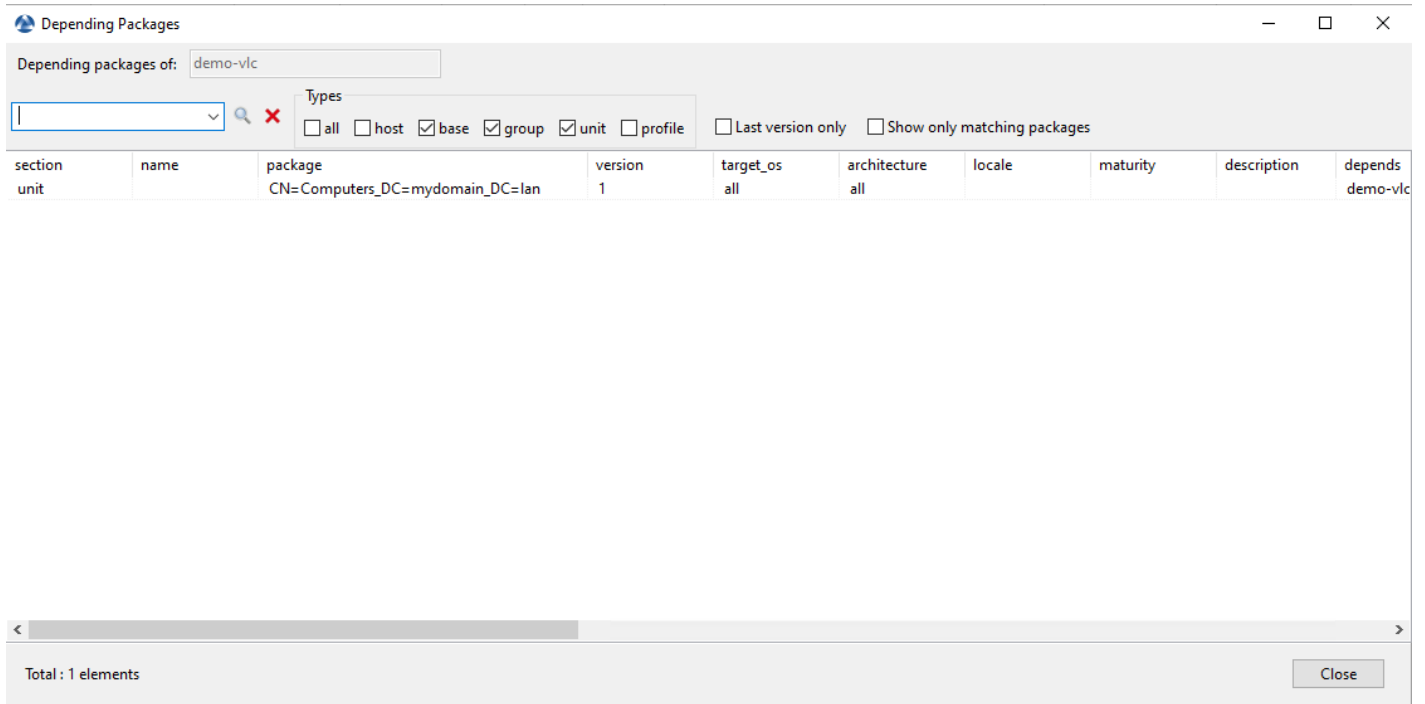 Depending Packages
Depending packages of: demo-vlc
Types
all host base group unit profile Last version only Show only matching packages
section name package version target_os architecture locale maturity description depends
unit CN=Computers_DC=mydomain_DC=lan 1 all all demo-vlc
Total : 1 elements Close